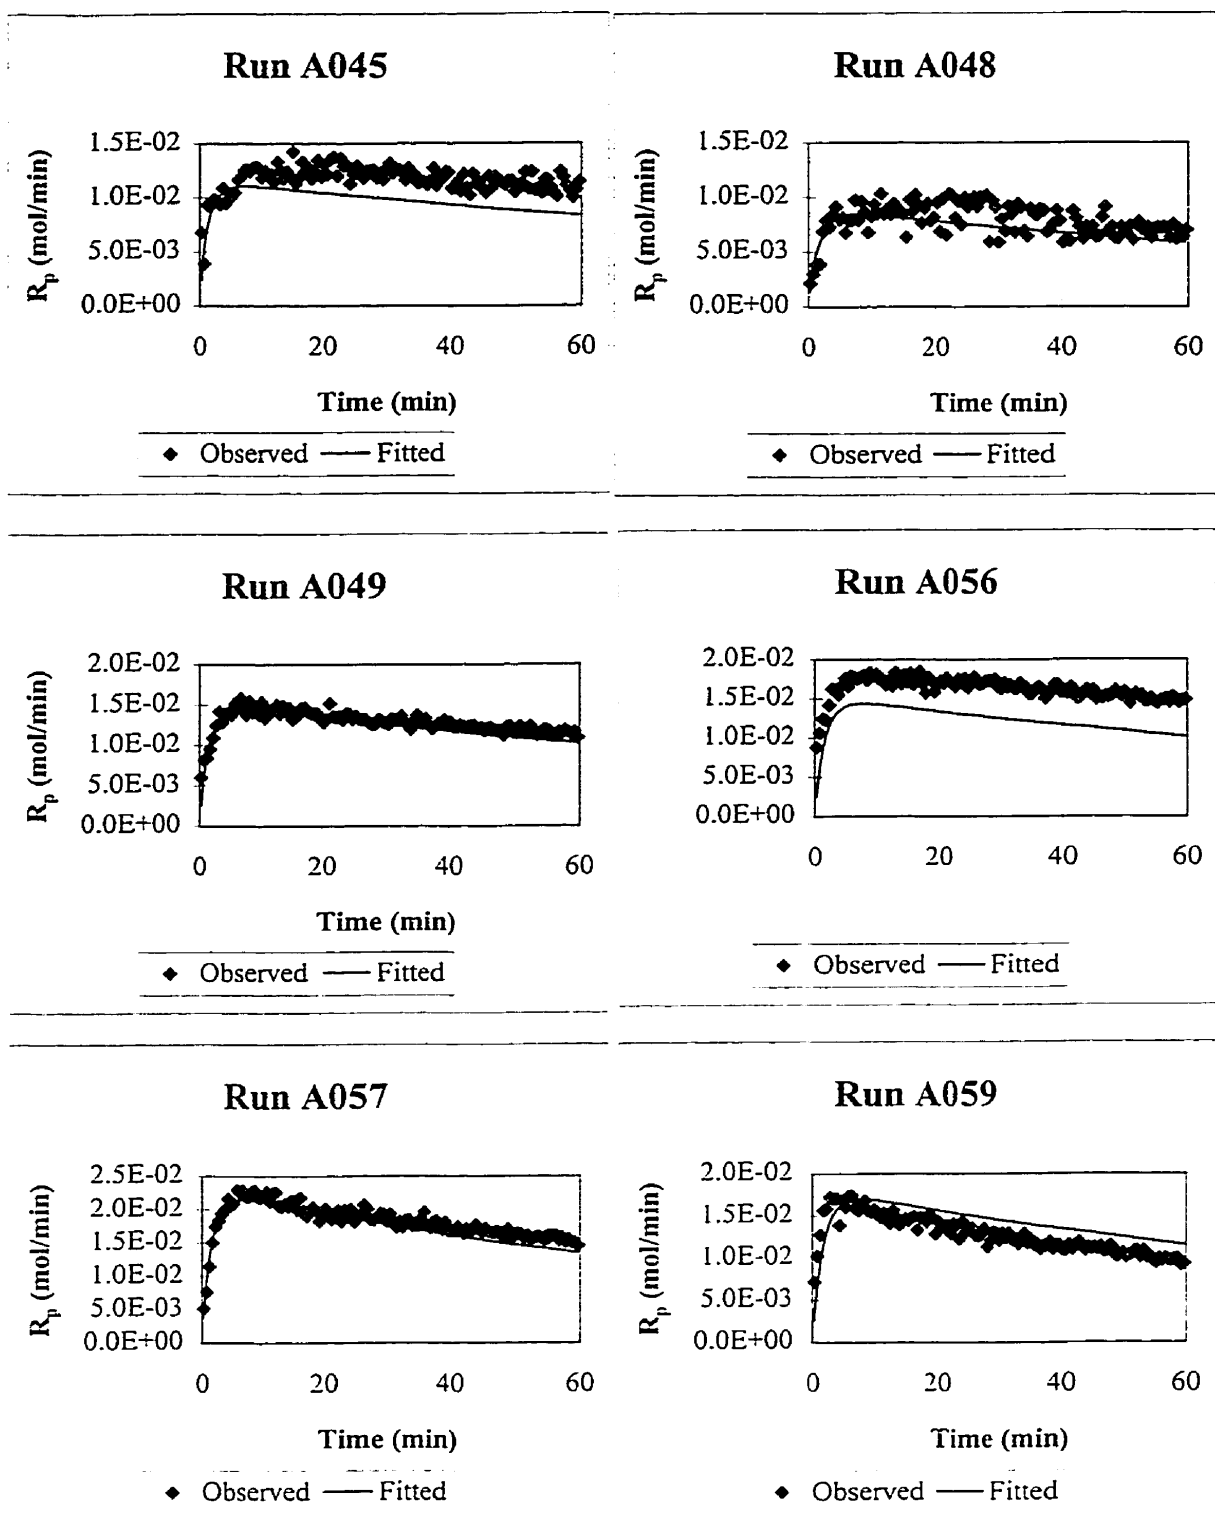 Run A045
R_p (mol/min)
1.5E-02
1.0E-02
5.0E-03
0.0E+00
0 20 40 60
Time (min)
Observed Fitted
Run A048
R_p (mol/min)
1.5E-02
1.0E-02
5.0E-03
0.0E+00
0 20 40 60
Time (min)
Observed Fitted
Run A049
R_p (mol/min)
2.0E-02
1.5E-02
1.0E-02
5.0E-03
0.0E+00
0 20 40 60
Time (min)
Observed Fitted
Run A056
2.0E-02
1.5E-02
1.0E-02
5.0E-03
0.0E+00
0 20 40 60
Observed Fitted
Run A057
R_p (mol/min)
2.5E-02
2.0E-02
1.5E-02
1.0E-02
5.0E-03
0.0E+00
0 20 40 60
Time (min)
Observed Fitted
Run A059
R_p (mol/min)
2.0E-02
1.5E-02
1.0E-02
5.0E-03
0.0E+00
0 20 40 60
Time (min)
Observed Fitted